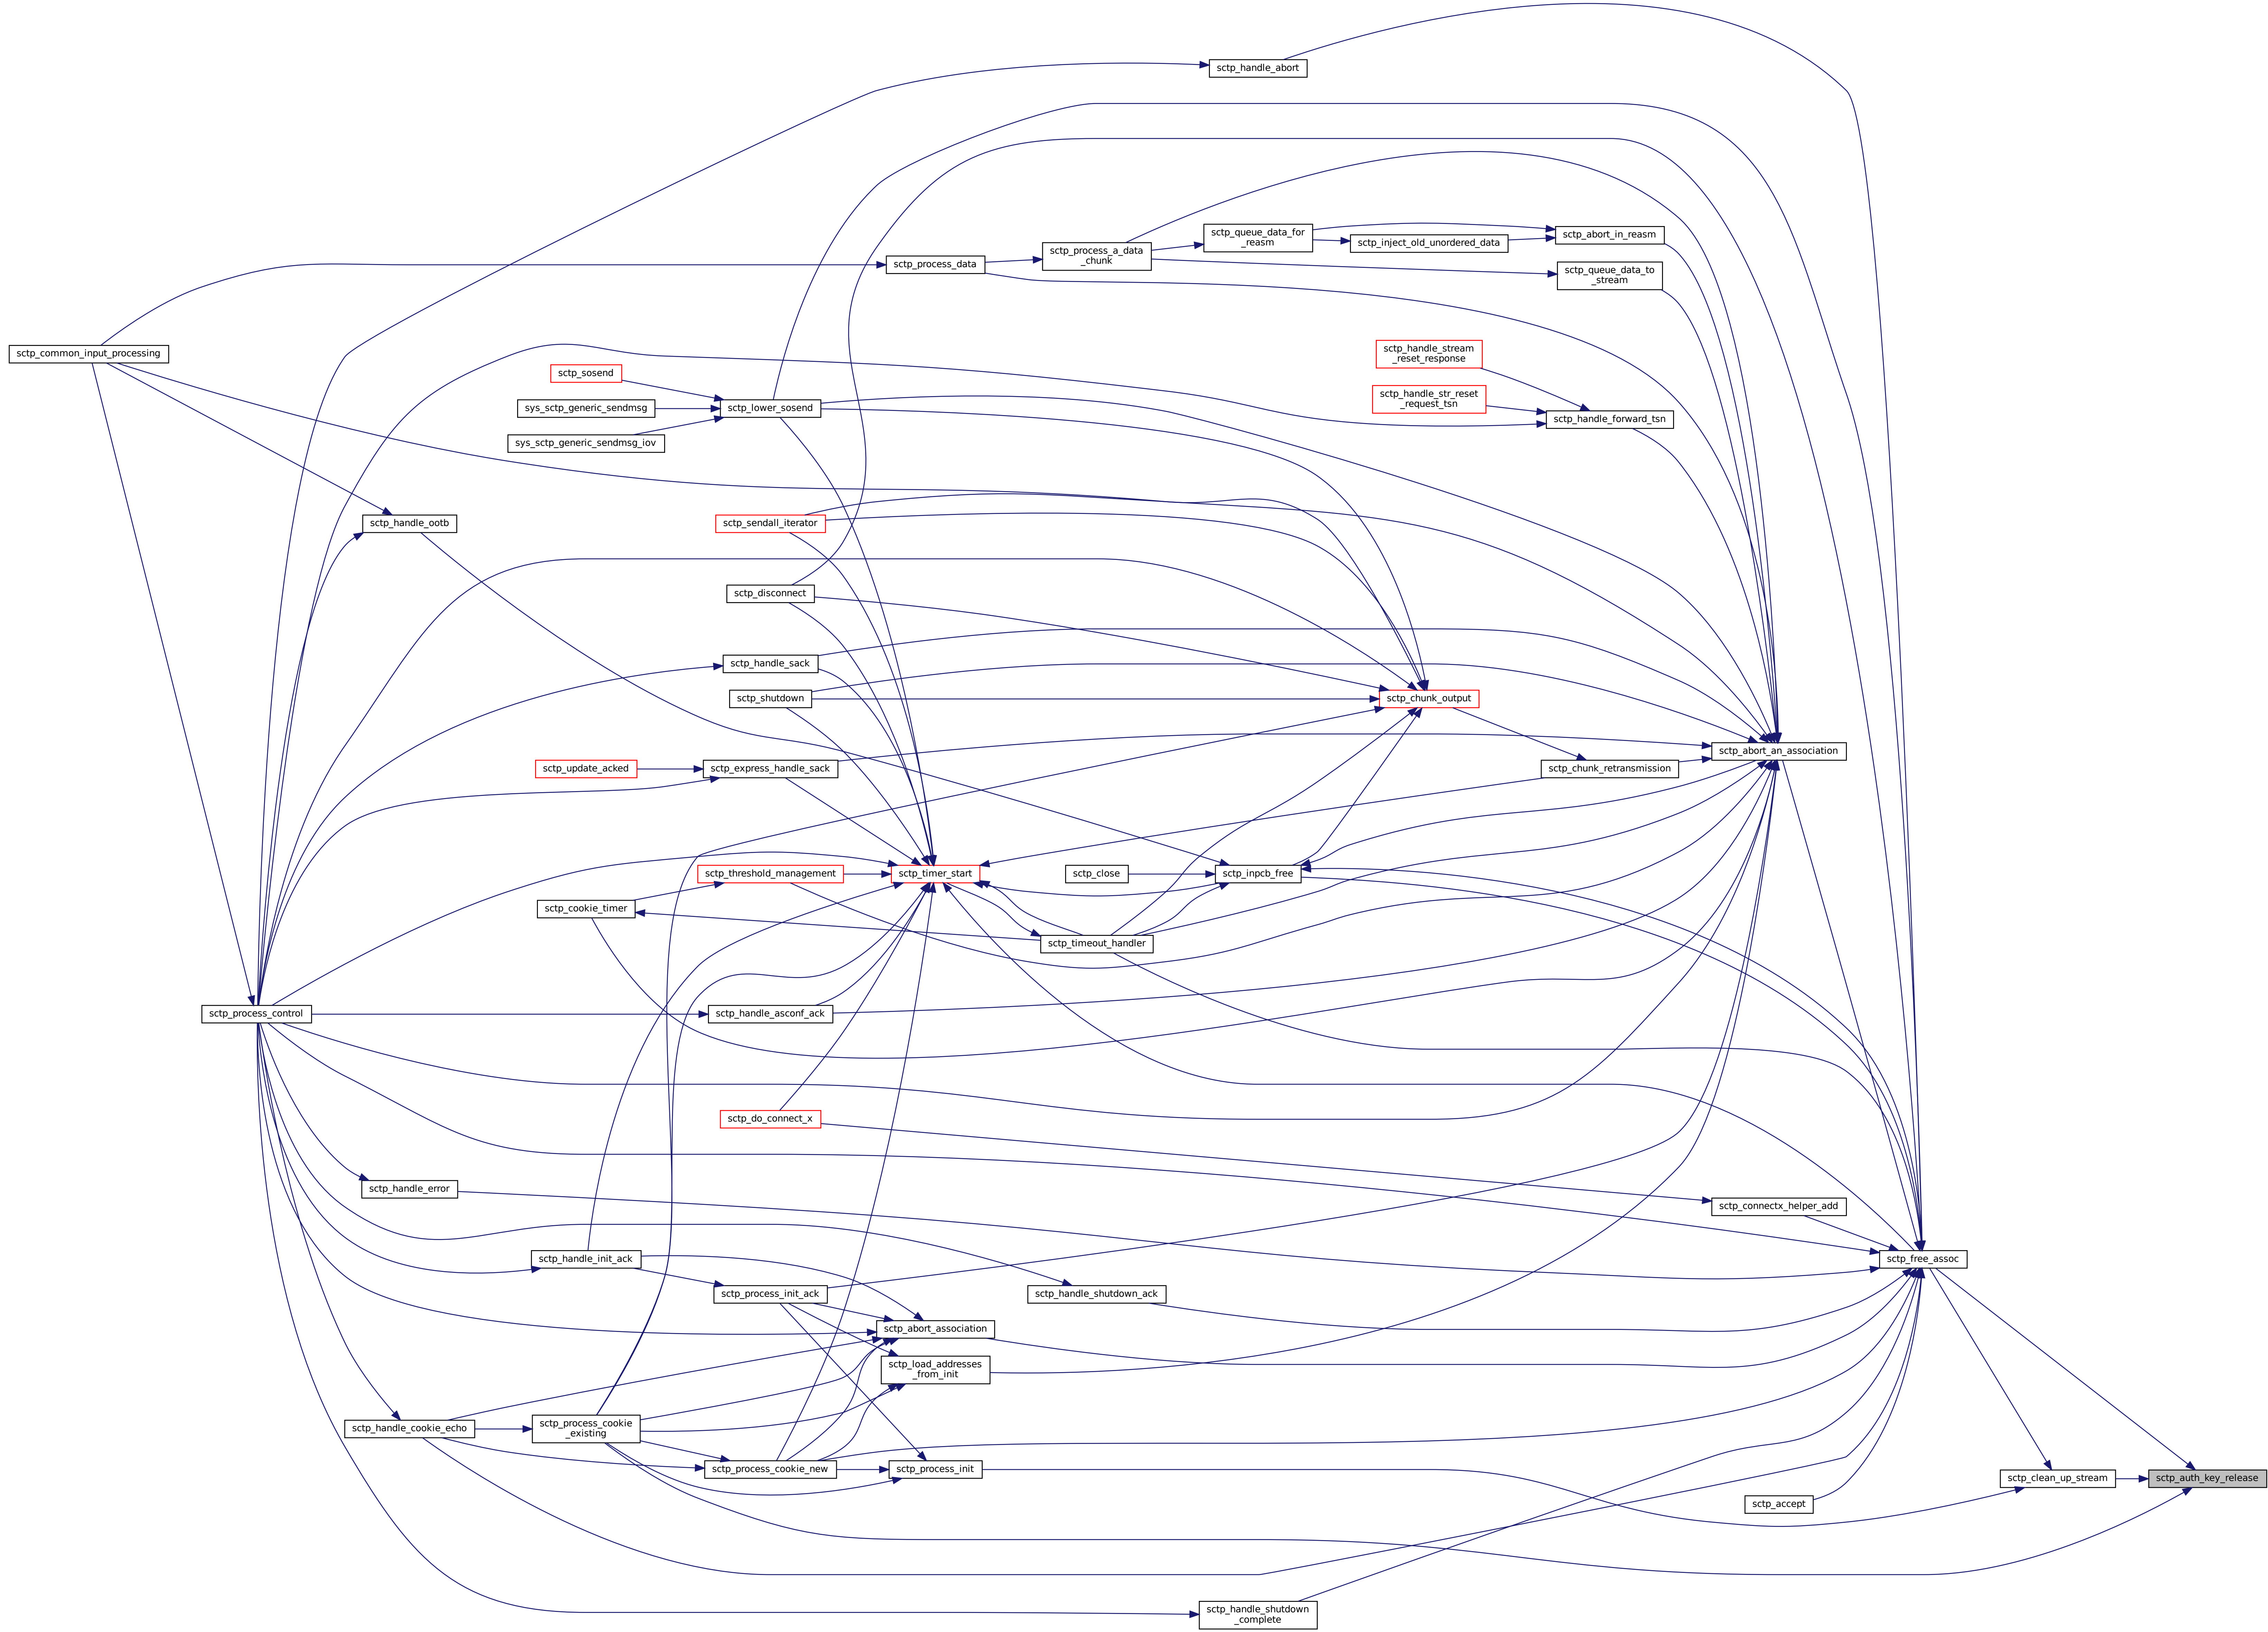 sctp_handle_abort
sctp_queue_data_for
_reasm
sctp_abort_in_reasm
sctp_inject_old_unordered_data
sctp_process_a_data
_chunk
sctp_process_data
sctp_queue_data_to
_stream
sctp_common_input_processing
sctp_handle_stream
_reset_response
sctp_sosend
sctp_handle_str_reset
_request_tsn
sys_sctp_generic_sendmsg
sctp_lower_sosend
sctp_handle_forward_tsn
sys_sctp_generic_sendmsg_iov
sctp_handle_ootb
sctp_sendall_iterator
sctp_disconnect
sctp_handle_sack
sctp_shutdown
sctp_chunk_output
sctp_abort_an_association
sctp_update_acked
sctp_express_handle_sack
sctp_chunk_retransmission
sctp_threshold_management
sctp_timer_start
sctp_close
sctp_inpcb_free
sctp_cookie_timer
sctp_timeout_handler
sctp_process_control
sctp_handle_asconf_ack
sctp_do_connect_x
sctp_handle_error
sctp_connectx_helper_add
sctp_handle_init_ack
sctp_free_assoc
sctp_process_init_ack
sctp_handle_shutdown_ack
sctp_abort_association
sctp_load_addresses
_from_init
sctp_handle_cookie_echo
sctp_process_cookie
_existing
sctp_process_cookie_new
sctp_process_init
sctp_clean_up_stream
sctp_auth_key_release
sctp_accept
sctp_handle_shutdown
_complete